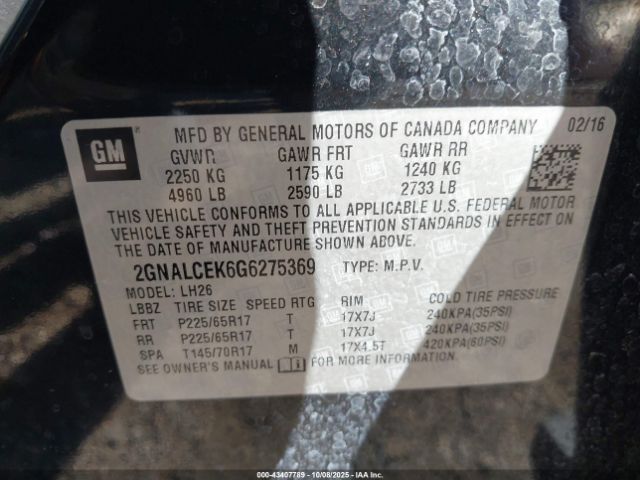 GM
MFD BY GENERAL MOTORS OF CANADA COMPANY 02/16
GVWR GAWR FRT GAWR RR
2250 KG 1175 KG 1240 KG
4960 LB 2590 LB 2733 LB
THIS VEHICLE CONFORMS TO ALL APPLICABLE U.S. FEDERAL MOTOR
VEHICLE SAFETY AND THEFT PREVENTION STANDARDS IN EFFECT ON
THE DATE OF MANUFACTURE SHOWN ABOVE.
2GNALCEK6G6275369 TYPE: M.P.V.
MODEL: LH26
LBBZ TIRE SIZE SPEED RTG RIM COLD TIRE PRESSURE
FRT P225/65R17 T 17X7J 240KPA(35PSI)
RR P225/65R17 T 17X7J 240KPA(35PSI)
SPA T145/70R17 M 17X4.5T 420KPA(60PSI)
SEE OWNER'S MANUAL FOR MORE INFORMATION.
000-43407789 - 10/08/2025 - IAA Inc.